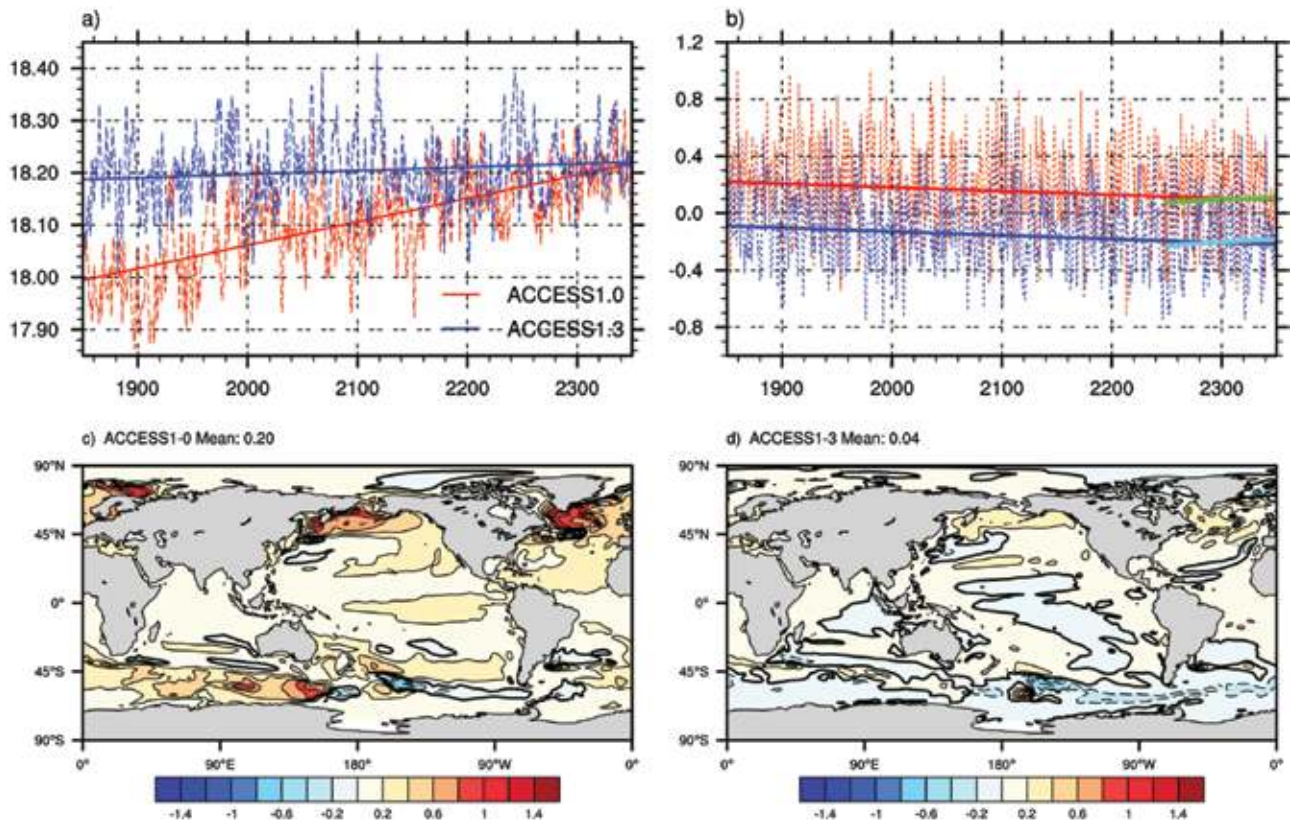 a)
18.40
18.30
18.20
18.10
18.00
17.90
ACCESS1.0
ACCESS1.3
1900 2000 2100 2200 2300
b)
1.2
0.8
0.4
0.0
-0.4
-0.8
1900 2000 2100 2200 2300
c) ACCESS1-0 Mean: 0.20
90°N
45°N
0°
45°S
90°S
0° 90°E 180° 90°W 0°
-1.4 -1 -0.6 -0.2 0.2 0.6 1 1.4
d) ACCESS1-3 Mean: 0.04
90°N
45°N
0°
45°S
90°S
0° 90°E 180° 90°W 0°
-1.4 -1 -0.6 -0.2 0.2 0.6 1 1.4